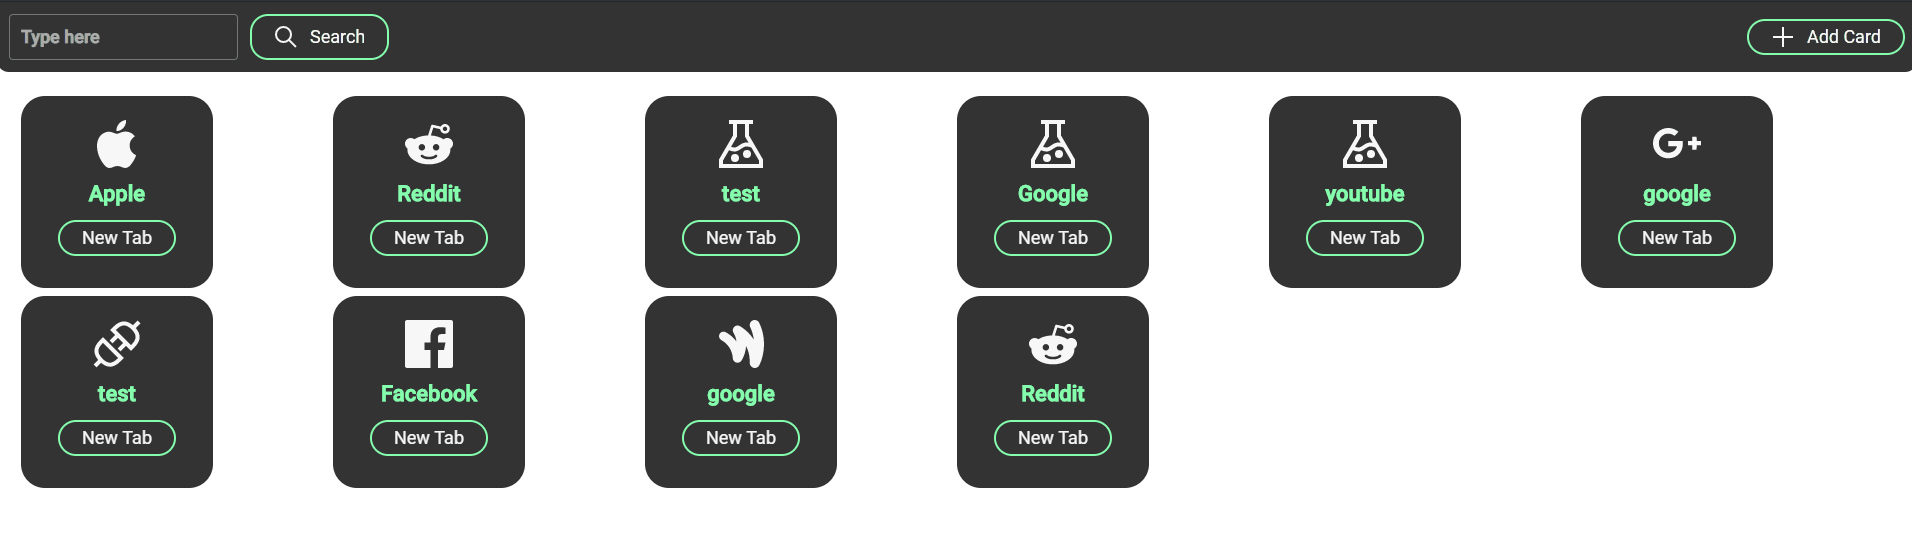 Type here
Search
Add Card
Apple
New Tab
Reddit
New Tab
test
New Tab
Google
New Tab
youtube
New Tab
G+
google
New Tab
test
New Tab
Facebook
New Tab
google
New Tab
Reddit
New Tab